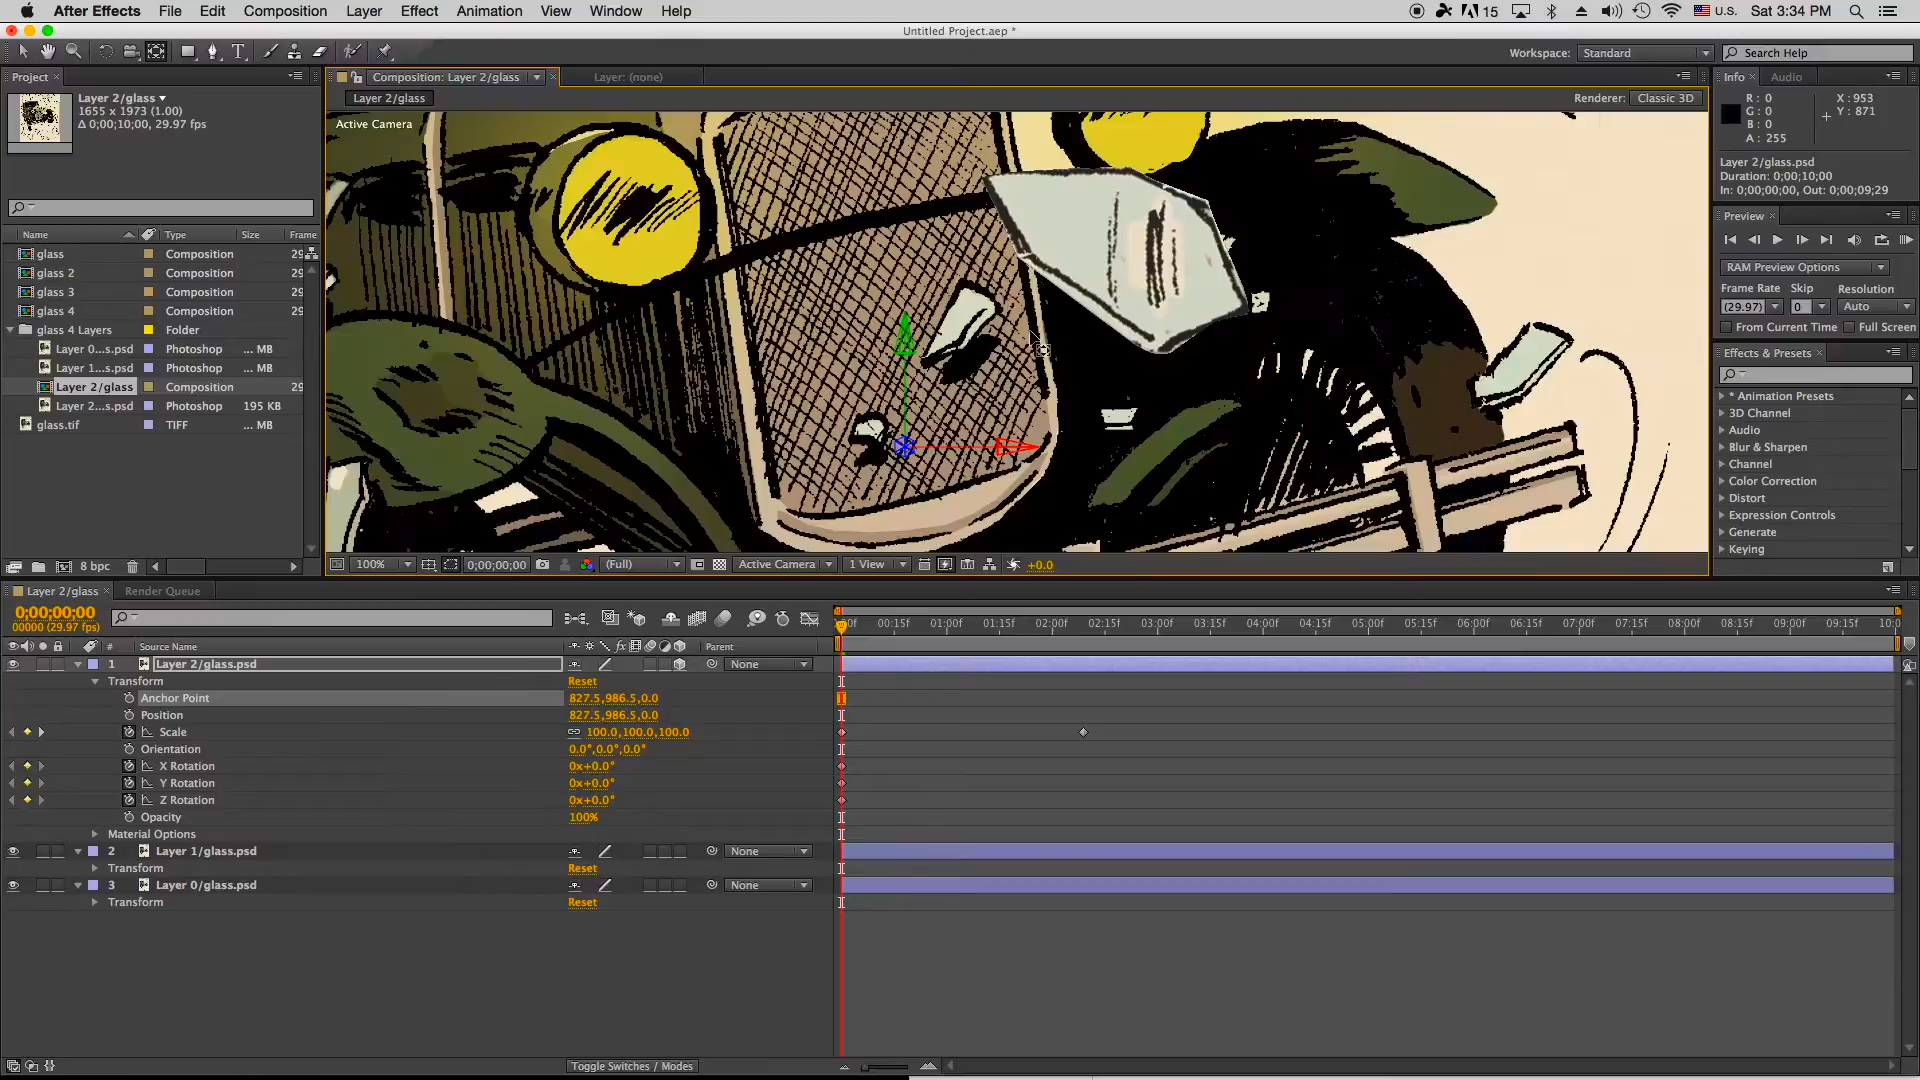 After Effects File Edit Composition Layer Effect Animation View Window Help 15 U.S. Sat 3:34 PM
Untitled Project.aep *
Workspace: Standard Search Help
Project Composition: Layer 2/glass Layer: (none) Info Audio
Layer 2/glass
1655 x 1973 (1.00)
Δ 0;00;10;00, 29.97 fps
Layer 2/glass Renderer: Classic 3D
Active Camera
R : 0 X : 953
G : 0 Y : 871
B : 0
A : 255
Layer 2/glass.psd
Duration: 0;00;10;00
In: 0;00;00;00, Out: 0;00;09;29
Preview
RAM Preview Options
Frame Rate Skip Resolution
(29.97) 0 Auto
From Current Time Full Screen
Effects & Presets
* Animation Presets
3D Channel
Audio
Blur & Sharpen
Channel
Color Correction
Distort
Expression Controls
Generate
Keying
Name Type Size Frame
glass Composition 29
glass 2 Composition 29
glass 3 Composition 29
glass 4 Composition 29
glass 4 Layers Folder
Layer 0...s.psd Photoshop ... MB
Layer 1...s.psd Photoshop ... MB
Layer 2/glass Composition 29
Layer 2...s.psd Photoshop 195 KB
glass.tif TIFF ... MB
8 bpc
100% 0;00;00;00 (Full) Active Camera 1 View +0.0
Layer 2/glass Render Queue
0;00;00;00
00000 (29.97 fps)
00f 00:15f 01:00f 01:15f 02:00f 02:15f 03:00f 03:15f 04:00f 04:15f 05:00f 05:15f 06:00f 06:15f 07:00f 07:15f 08:00f 08:15f 09:00f 09:15f 10:0
# Source Name fx Parent
1 Layer 2/glass.psd None
Transform Reset
Anchor Point 827.5,986.5,0.0
Position 827.5,986.5,0.0
Scale 100.0,100.0,100.0
Orientation 0.0°,0.0°,0.0°
X Rotation 0x+0.0°
Y Rotation 0x+0.0°
Z Rotation 0x+0.0°
Opacity 100%
Material Options
2 Layer 1/glass.psd None
Transform Reset
3 Layer 0/glass.psd None
Transform Reset
Toggle Switches / Modes